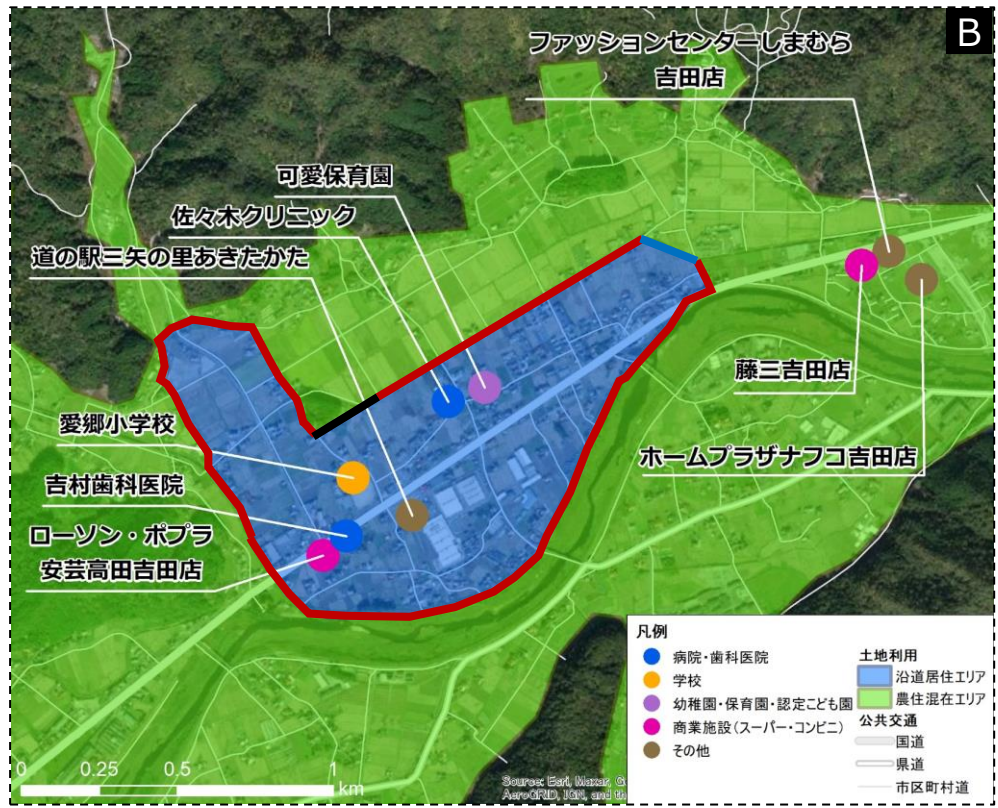 B
ファッションセンターしまむら
吉田店
可愛保育園
佐々木クリニック
道の駅三矢の里あきたかた
藤三吉田店
愛郷小学校
ホームプラザナフコ吉田店
吉村歯科医院
ローソン・ポプラ
安芸高田吉田店
凡例
病院・歯科医院
学校
幼稚園・保育園・認定こども園
商業施設(スーパー・コンビニ)
その他
土地利用
沿道居住エリア
農住混在エリア
公共交通
国道
県道
市区町村道
0 0.25 0.5 1
km
Source: Esri, Maxar, G
AeroGRID, IGN, and th